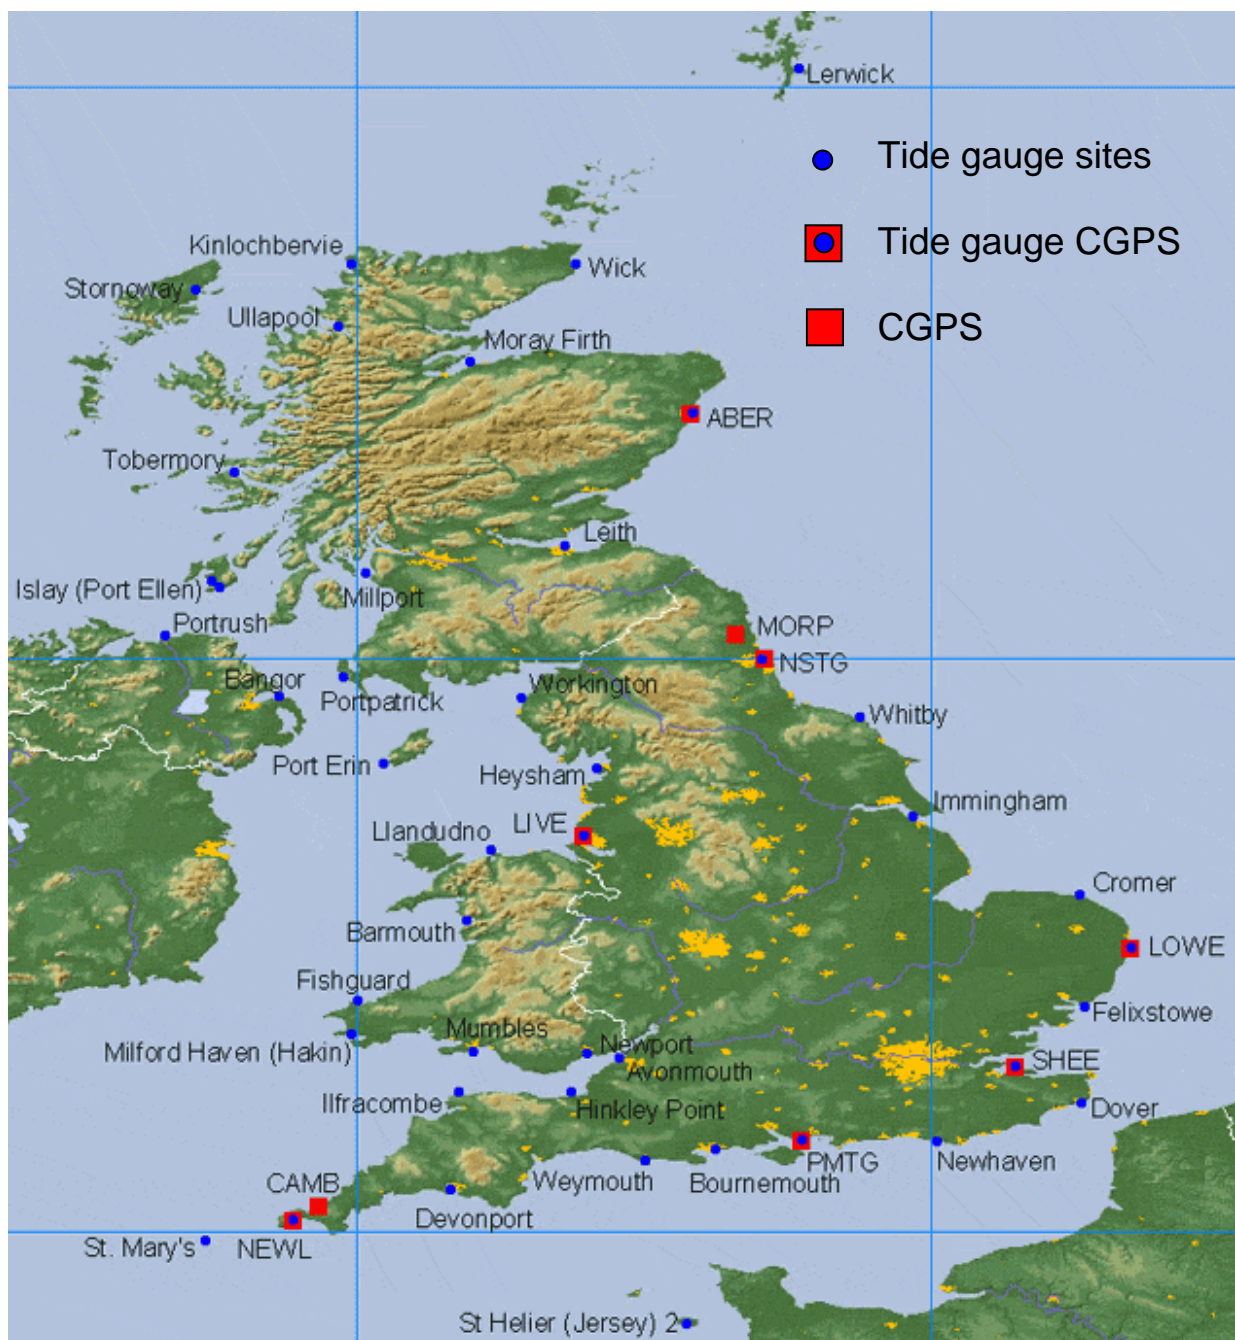 Lerwick
Tide gauge sites
Tide gauge CGPS
CGPS
Kinlochbervie
Wick
Stornoway
Ullapool
Moray Firth
ABER
Tobermory
Leith
Islay (Port Ellen)
Millport
Portrush
MORP
NSTG
Bangor
Portpatrick
Workington
Whitby
Port Erin
Heysham
Immingham
LIVE
Llandudno
Cromer
Barmouth
LOWE
Fishguard
Felixstowe
Mumbles
Newport
Milford Haven (Hakin)
SHEE
Avonmouth
Ilfracombe
Hinkley Point
Dover
PMTG
Newhaven
CAMB
Weymouth
Bournemouth
Devonport
St. Mary's
NEWL
St Helier (Jersey) 2